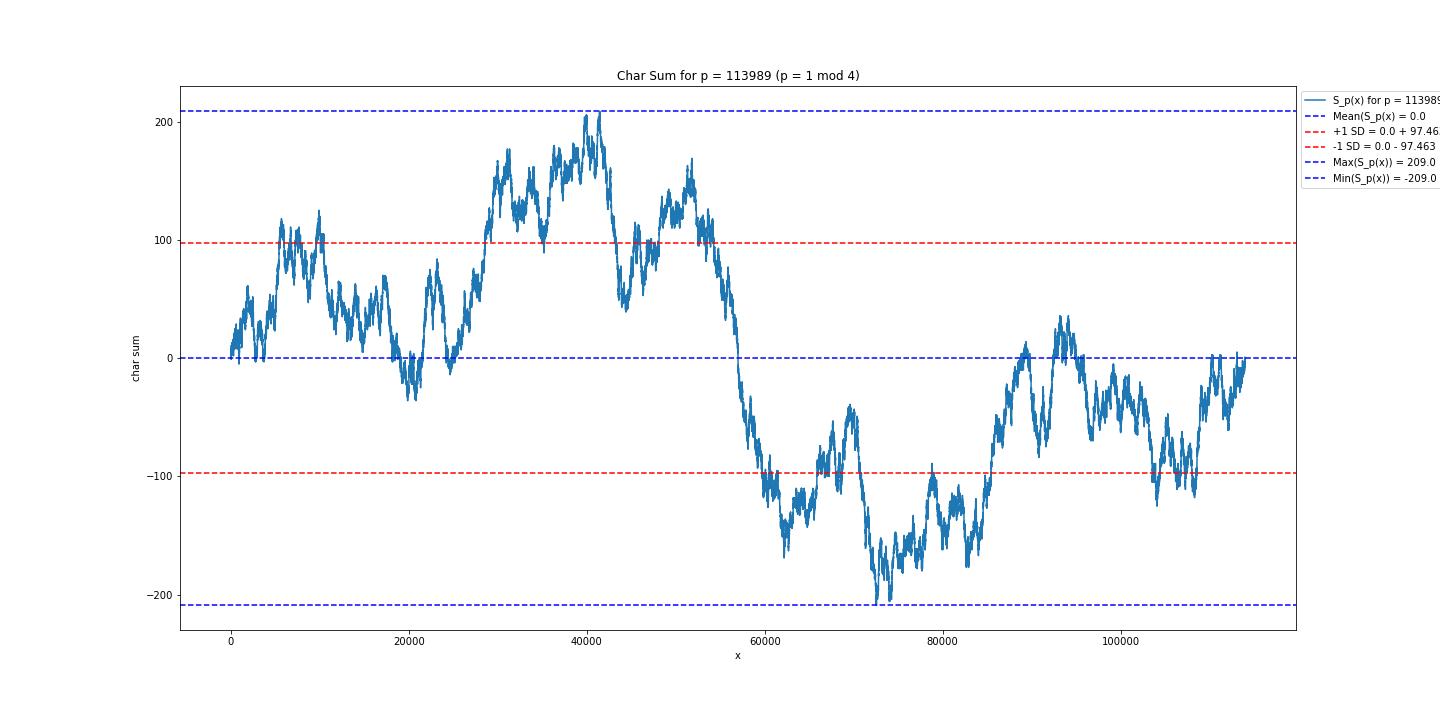 Char Sum for p = 113989 (p = 1 mod 4)
S_p(x) for p = 113989
Mean(S_p(x) = 0.0
+1 SD = 0.0 + 97.46
-1 SD = 0.0 - 97.463
Max(S_p(x)) = 209.0
Min(S_p(x)) = -209.0
200
100
0
−100
−200
char sum
0 20000 40000 60000 80000 100000
x